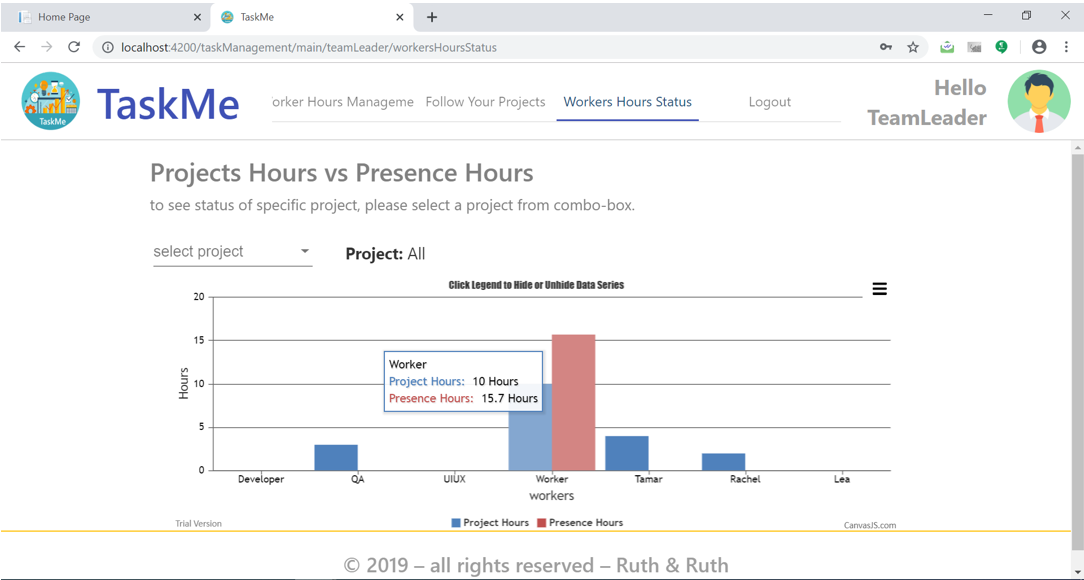 Home Page
TaskMe
localhost:4200/taskManagement/main/teamLeader/workersHoursStatus
TaskMe
TaskMe
orker Hours Manageme
Follow Your Projects
Workers Hours Status
Logout
Hello
TeamLeader
Projects Hours vs Presence Hours
to see status of specific project, please select a project from combo-box.
select project
Project: All
Click Legend to Hide or Unhide Data Series
Hours
20
15
10
5
0
Worker
Project Hours: 10 Hours
Presence Hours: 15.7 Hours
Developer
QA
UIUX
Worker
Tamar
Rachel
Lea
workers
Trial Version
Project Hours
Presence Hours
CanvasJS.com
© 2019 – all rights reserved – Ruth & Ruth